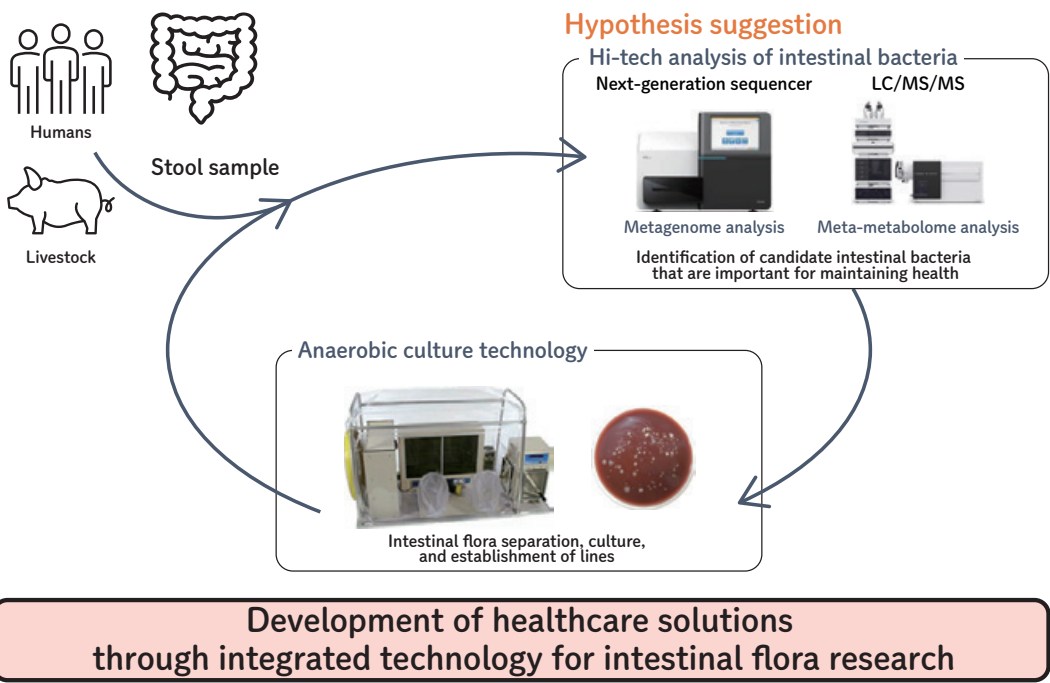 Hypothesis suggestion
Hi-tech analysis of intestinal bacteria
Next-generation sequencer
LC/MS/MS
Humans
Stool sample
Livestock
Metagenome analysis
Meta-metabolome analysis
Identification of candidate intestinal bacteria
that are important for maintaining health
Anaerobic culture technology
Intestinal flora separation, culture,
and establishment of lines
Development of healthcare solutions
through integrated technology for intestinal flora research